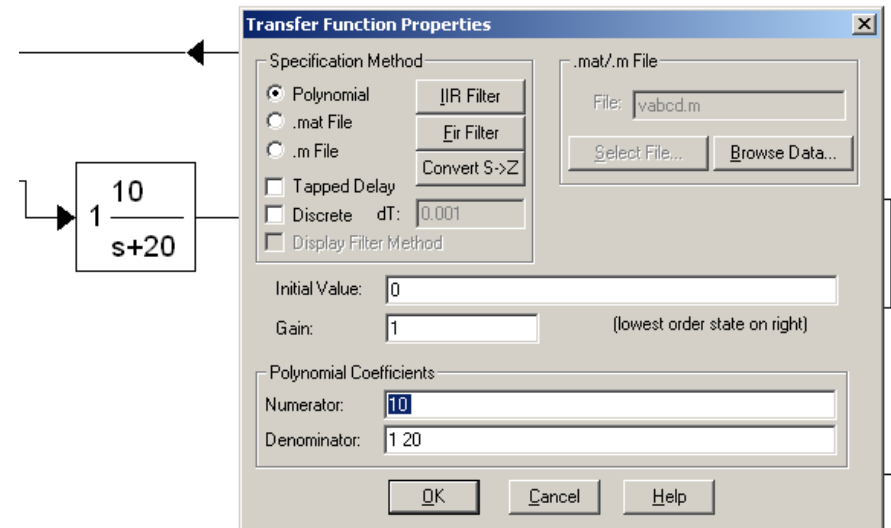 Transfer Function Properties
Specification Method
Polynomial
IIR Filter
.mat File
Fir Filter
.m File
Convert S->Z
Tapped Delay
Discrete dT: 0.001
Display Filter Method
.mat/.m File
File: vabcd.m
Select File...
Browse Data...
1 10
s+20
Initial Value: 0
Gain: 1 (lowest order state on right)
Polynomial Coefficients
Numerator: 10
Denominator: 1 20
OK Cancel Help